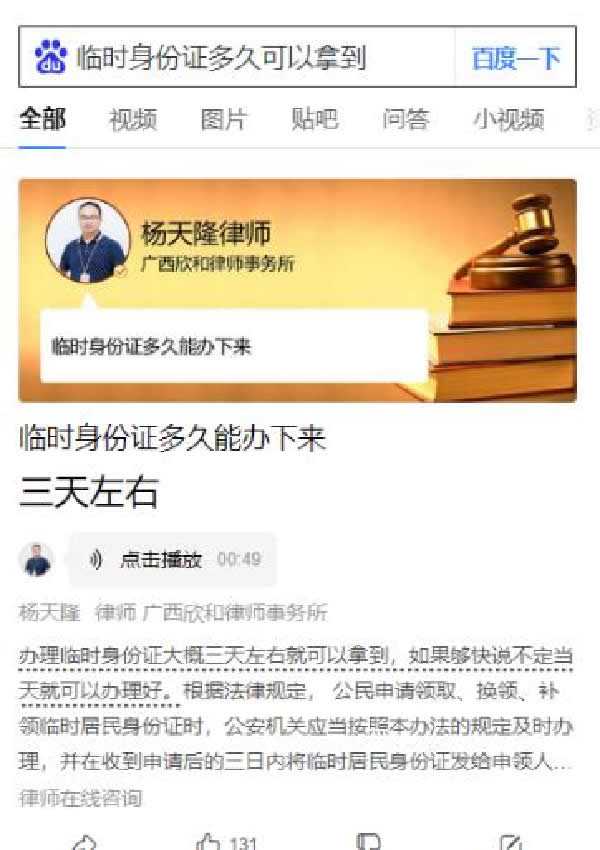 du 临时身份证多久可以拿到 百度一下
全部 视频 图片 贴吧 问答 小视频
杨天隆律师
广西欣和律师事务所
临时身份证多久能办下来
临时身份证多久能办下来
三天左右
点击播放 00:49
杨天隆 律师 广西欣和律师事务所
办理临时身份证大概三天左右就可以拿到，如果够快说不定当
天就可以办理好。根据法律规定， 公民申请领取、换领、补
领临时居民身份证时，公安机关应当按照本办法的规定及时办
理，并在收到申请后的三日内将临时居民身份证发给申领人...
律师在线咨询
131